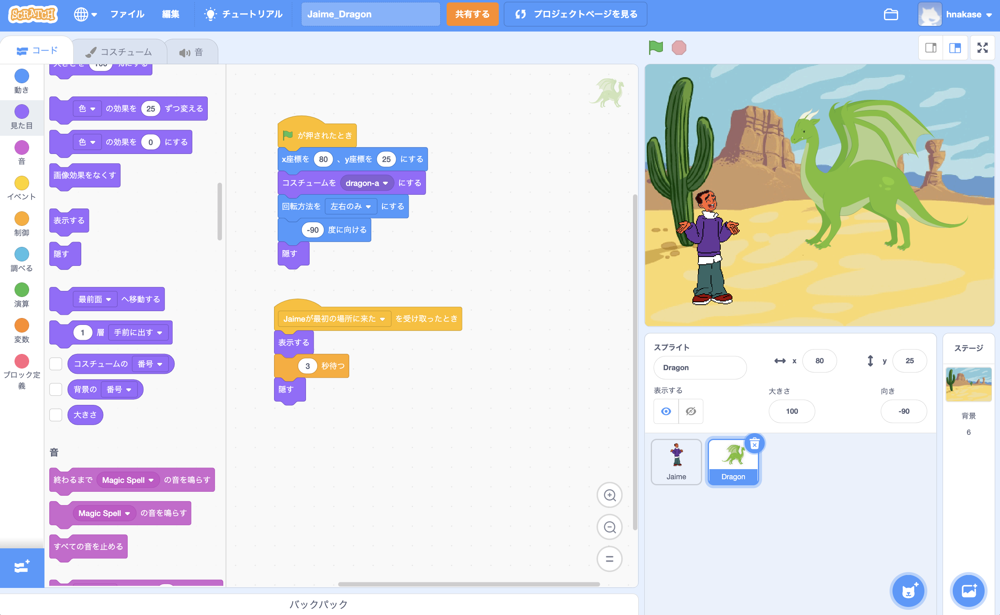 SCRATCH
ファイル
編集
チュートリアル
Jaime_Dragon
共有する
プロジェクトページを見る
hnakase
コード
コスチューム
音
動き
見た目
音
イベント
制御
調べる
演算
変数
ブロック定
義
大きさを 100 %にする
色 の効果を 25 ずつ変える
色 の効果を 0 にする
画像効果をなくす
表示する
隠す
最前面 へ移動する
1 層 手前に出す
コスチュームの 番号
背景の 番号
大きさ
音
終わるまで Magic Spell の音を鳴らす
Magic Spell の音を鳴らす
すべての音を止める
が押されたとき
x座標を 80 、y座標を 25 にする
コスチュームを dragon-a にする
回転方法を 左右のみ にする
-90 度に向ける
隠す
Jaimeが最初の場所に来た を受け取ったとき
表示する
3 秒待つ
隠す
バックパック
スプライト
Dragon
x 80
y 25
表示する
大きさ
100
向き
-90
Jaime
Dragon
ステージ
背景
6